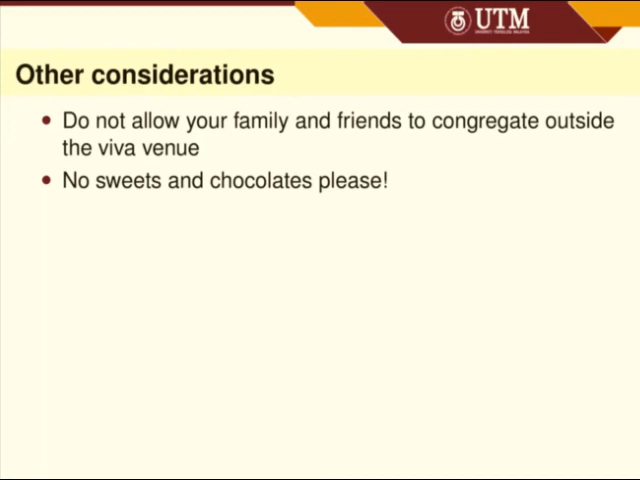 UTM
UNIVERSITI TEKNOLOGI MALAYSIA
Other considerations
• Do not allow your family and friends to congregate outside
the viva venue
• No sweets and chocolates please!